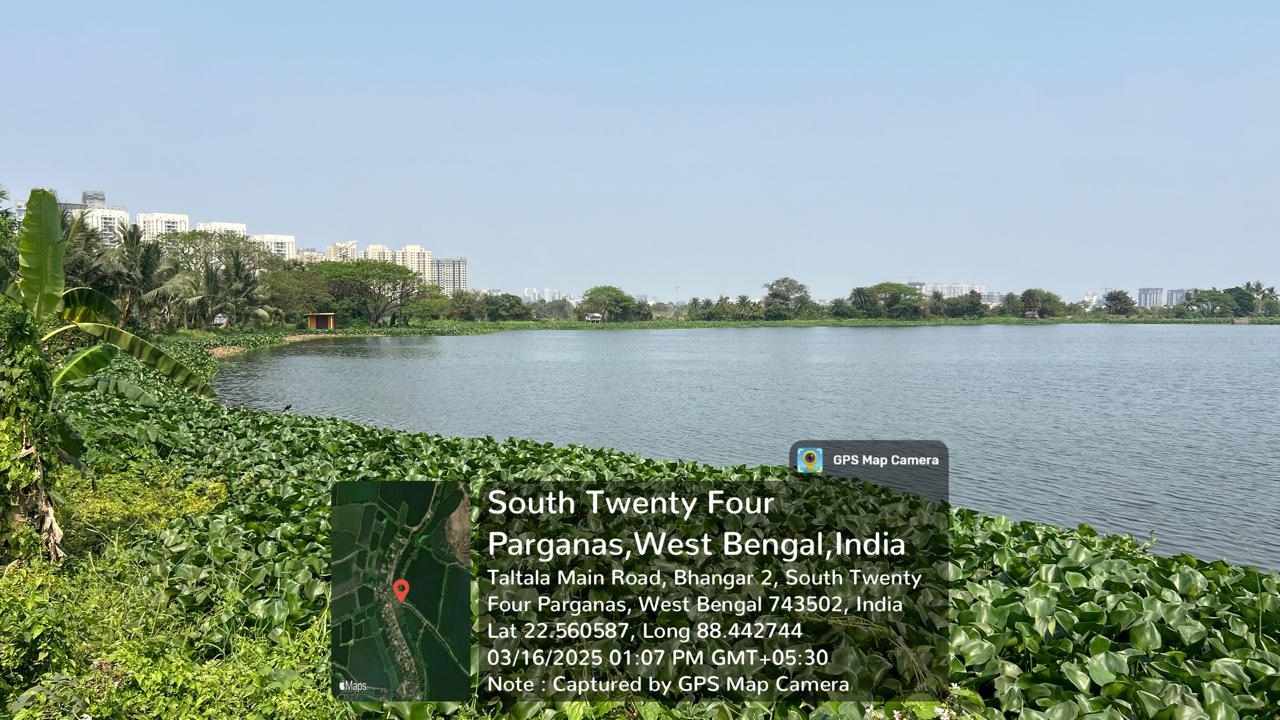 GPS Map Camera
South Twenty Four
Parganas,West Bengal,India
Taltala Main Road, Bhangar 2, South Twenty
Four Parganas, West Bengal 743502, India
Lat 22.560587, Long 88.442744
03/16/2025 01:07 PM GMT+05:30
Note : Captured by GPS Map Camera
Maps